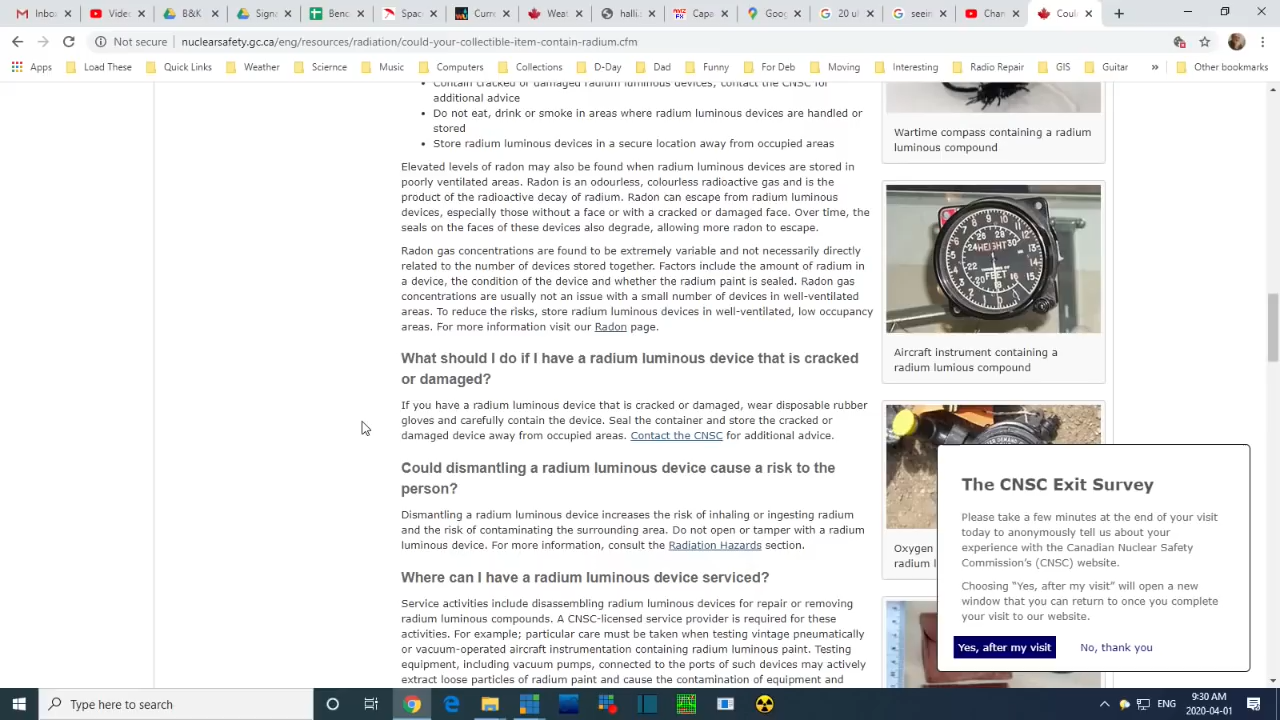 Inbox
Video
B&K
Signa
Benc
Spac
Curre
Weat
halli
Cape
Goog
20 ul
seein
Chro
Coul
Not secure
nuclearsafety.gc.ca/eng/resources/radiation/could-your-collectible-item-contain-radium.cfm
Apps
Load These
Quick Links
Weather
Sciernce
Music
Computers
Collections
D-Day
Dad
Funny
For Deb
Moving
Interesting
Radio Repair
GIS
Guitar
»
Other bookmarks
Contain cracked or damaged radium luminous devices, contact the CNSC for
additional advice
Do not eat, drink or smoke in areas where radium luminous devices are handled or
stored
Store radium luminous devices in a secure location away from occupied areas
Elevated levels of radon may also be found when radium luminous devices are stored in
poorly ventilated areas. Radon is an odourless, colourless radioactive gas and is the
product of the radioactive decay of radium. Radon can escape from radium luminous
devices, especially those without a face or with a cracked or damaged face. Over time, the
seals on the faces of these devices also degrade, allowing more radon to escape.
Radon gas concentrations are found to be extremely variable and not necessarily directly
related to the number of devices stored together. Factors include the amount of radium in
a device, the condition of the device and whether the radium paint is sealed. Radon gas
concentrations are usually not an issue with a small number of devices in well-ventilated
areas. To reduce the risks, store radium luminous devices in well-ventilated, low occupancy
areas. For more information visit our Radon page.
What should I do if I have a radium luminous device that is cracked
or damaged?
If you have a radium luminous device that is cracked or damaged, wear disposable rubber
gloves and carefully contain the device. Seal the container and store the cracked or
damaged device away from occupied areas. Contact the CNSC for additional advice.
Could dismantling a radium luminous device cause a risk to the
person?
Dismantling a radium luminous device increases the risk of inhaling or ingesting radium
and the risk of contaminating the surrounding area. Do not open or tamper with a radium
luminous device. For more information, consult the Radiation Hazards section.
Where can I have a radium luminous device serviced?
Service activities include disassembling radium luminous devices for repair or removing
radium luminous compounds. A CNSC-licensed service provider is required for these
activities. For example; particular care must be taken when testing vintage pneumatically
or vacuum-operated aircraft instrumentation containing radium luminous paint. Testing
equipment, including vacuum pumps, connected to the ports of such devices may actively
extract loose particles of radium paint and cause the contamination of equipment and
Wartime compass containing a radium
luminous compound
HEIGHT
FEET
Aircraft instrument containing a
radium lumious compound
Oxygen
radium l
The CNSC Exit Survey
Please take a few minutes at the end of your visit
today to anonymously tell us about your
experience with the Canadian Nuclear Safety
Commission's (CNSC) website.
Choosing “Yes, after my visit” will open a new
window that you can return to once you complete
your visit to our website.
Yes, after my visit
No, thank you
Type here to search
ENG
9:30 AM
2020-04-01